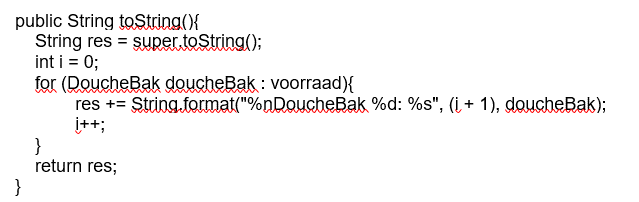 public String toString(){
String res = super.toString();
int i = 0;
for (DoucheBak doucheBak : voorraad){
res += String.format("%nDoucheBak %d: %s", (i + 1), doucheBak);
i++;
}
return res;
}